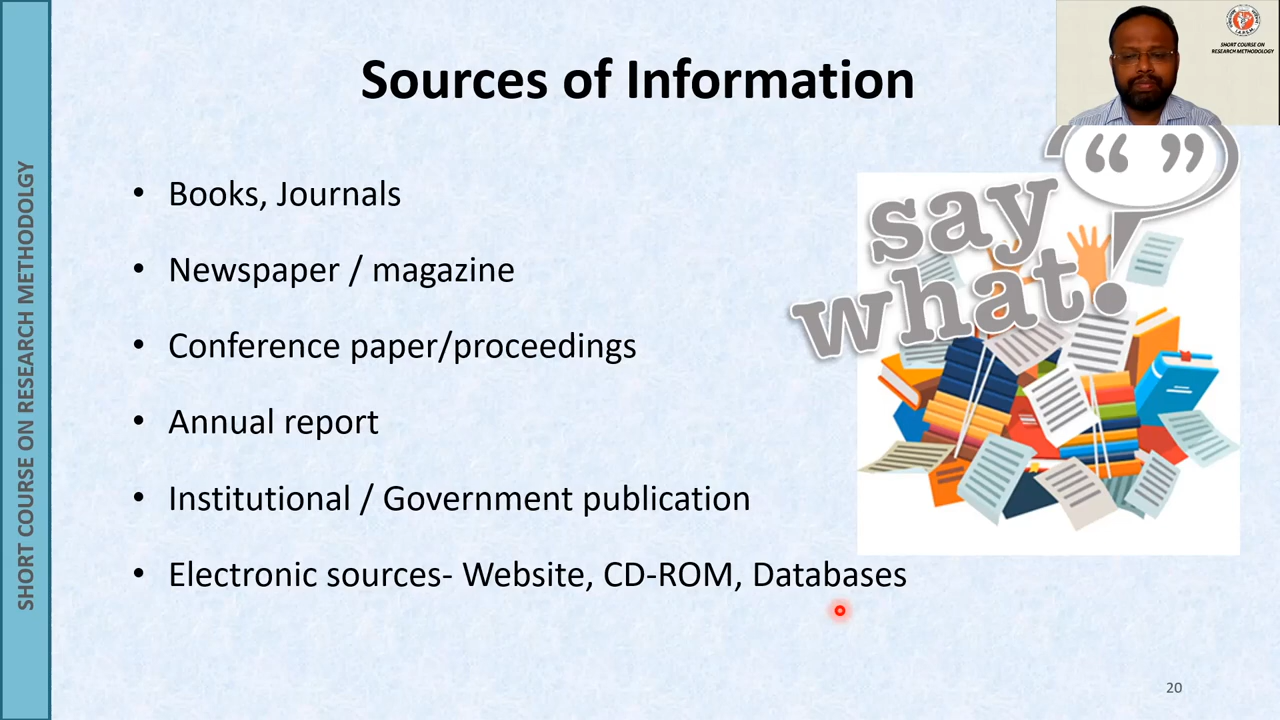 Sources of Information
SHORT COURSE ON
RESEARCH METHODOLOGY
“ ”
say
what?
• Books, Journals
• Newspaper / magazine
• Conference paper/proceedings
• Annual report
• Institutional / Government publication
• Electronic sources- Website, CD-ROM, Databases
SHORT COURSE ON RESEARCH METHODOLGY
20